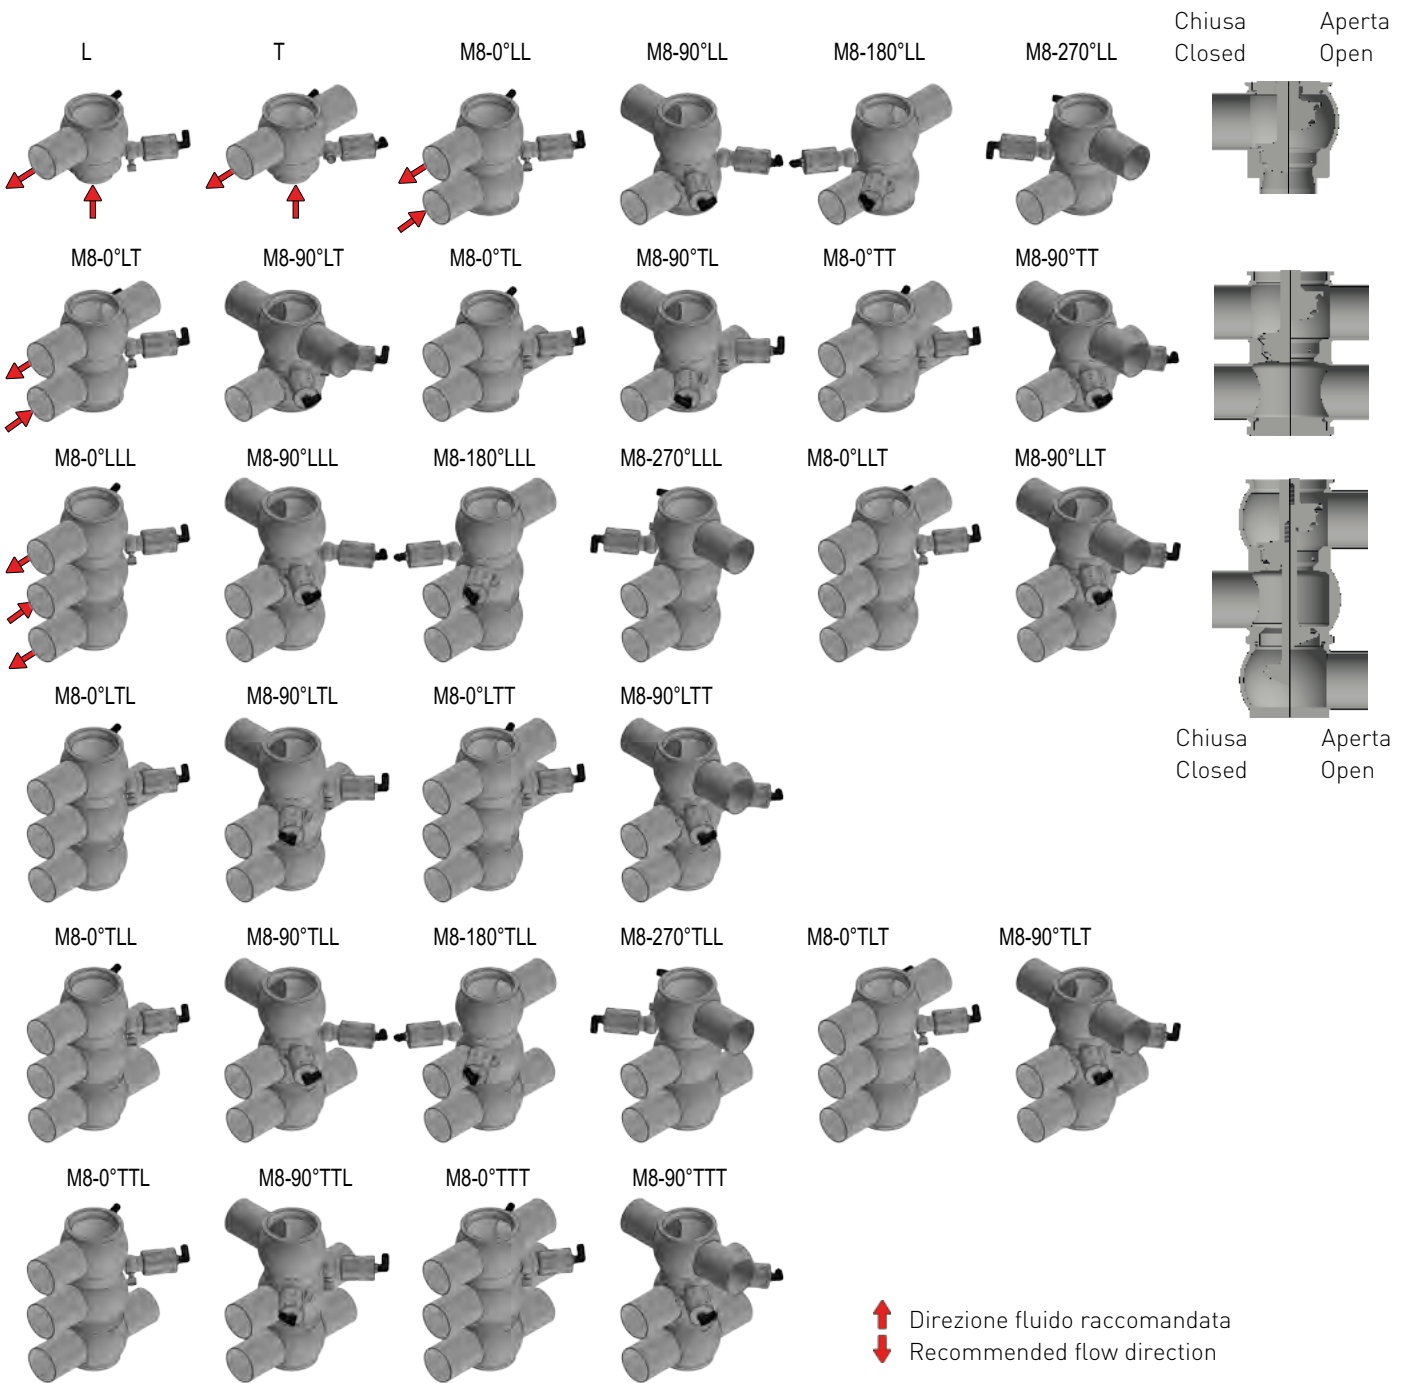 Chiusa Aperta
Closed Open
L T M8-0°LL M8-90°LL M8-180°LL M8-270°LL
M8-0°LT M8-90°LT M8-0°TL M8-90°TL M8-0°TT M8-90°TT
M8-0°LLL M8-90°LLL M8-180°LLL M8-270°LLL M8-0°LLT M8-90°LLT
M8-0°LTL M8-90°LTL M8-0°LTT M8-90°LTT
Chiusa Aperta
Closed Open
M8-0°TLL M8-90°TLL M8-180°TLL M8-270°TLL M8-0°TLT M8-90°TLT
M8-0°TTL M8-90°TTL M8-0°TTT M8-90°TTT
Direzione fluido raccomandata
Recommended flow direction